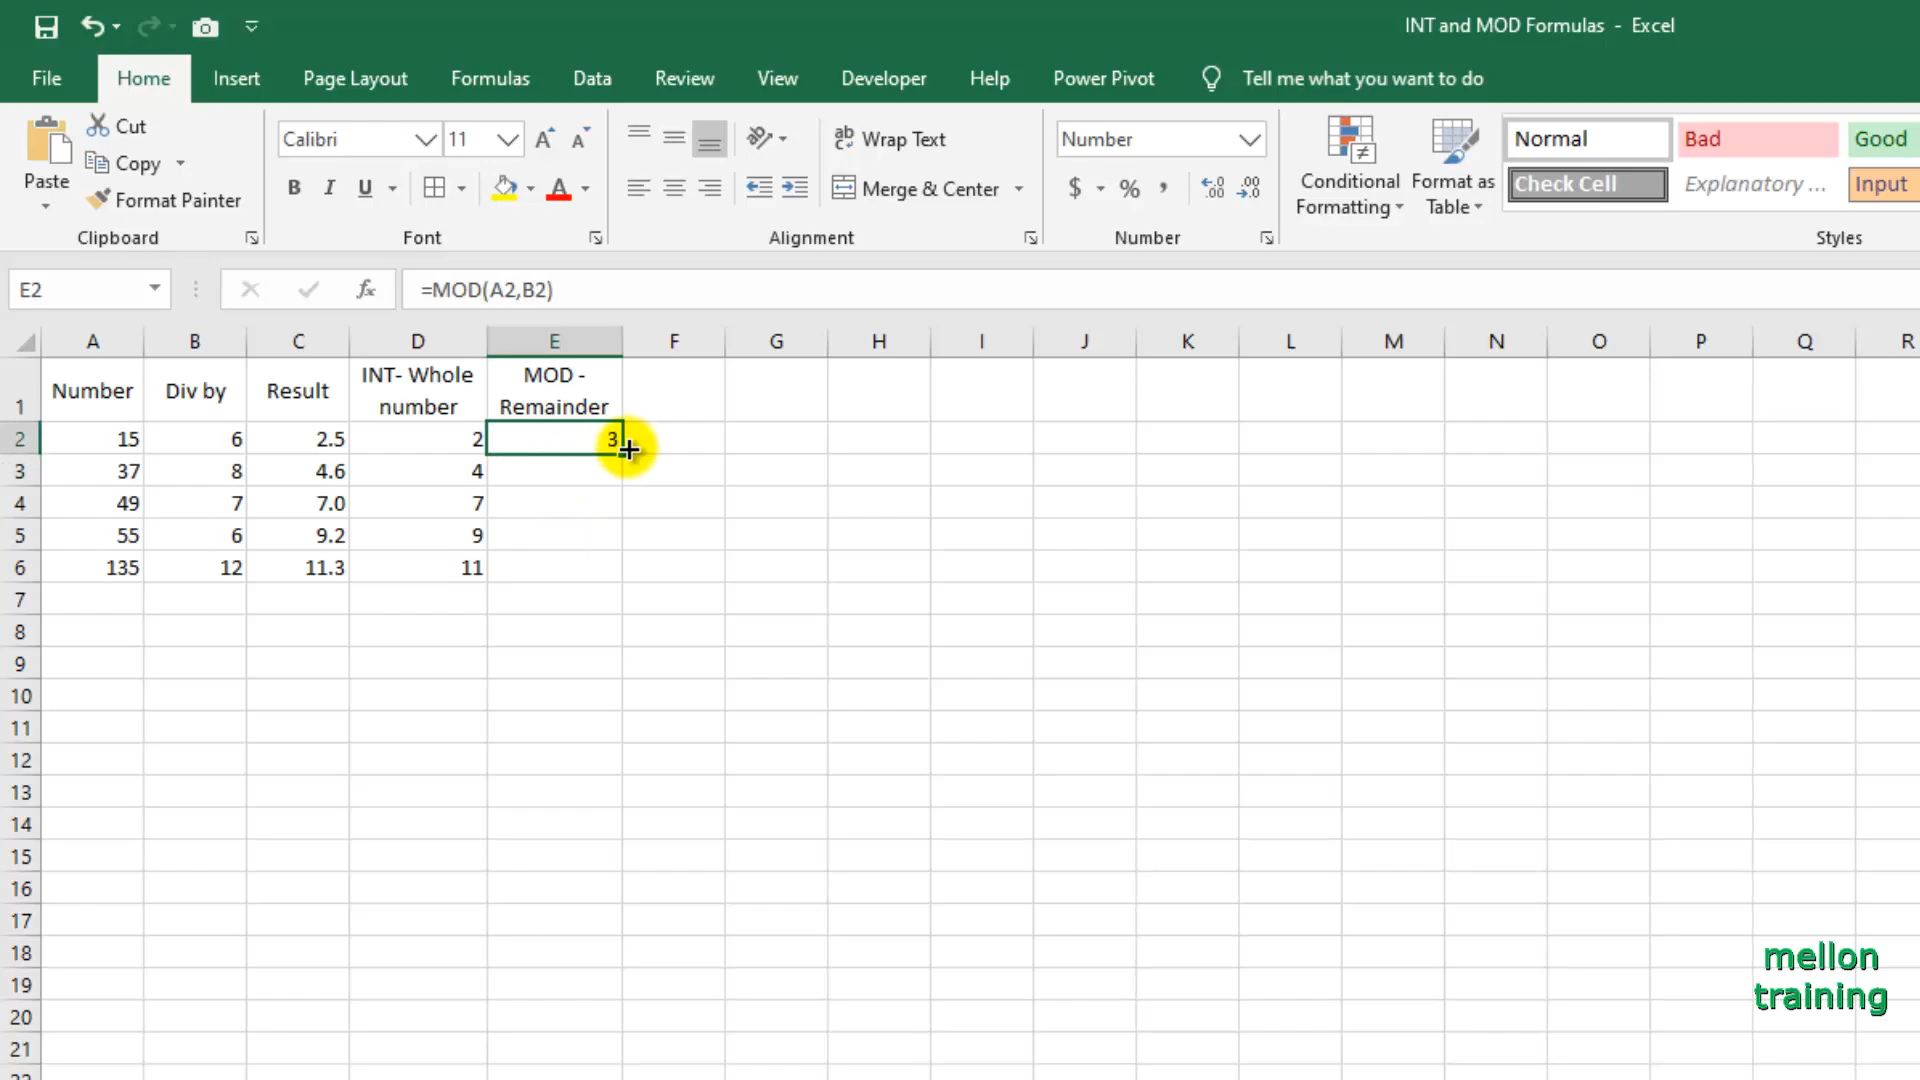 INT and MOD Formulas - Excel
File Home Insert Page Layout Formulas Data Review View Developer Help Power Pivot Tell me what you want to do
Paste
Cut
Copy
Format Painter
Clipboard
Calibri 11
B I U
Font
Wrap Text
Merge & Center
Alignment
Number
$ % ,
Number
Conditional
Formatting
Format as
Table
Normal Bad Good
Check Cell Explanatory ... Input
Styles
E2 fx =MOD(A2,B2)
A B C D E F G H I J K L M N O P Q R
1 Number Div by Result INT- Whole
number MOD -
Remainder
2 15 6 2.5 2 3
3 37 8 4.6 4
4 49 7 7.0 7
5 55 6 9.2 9
6 135 12 11.3 11
7
8
9
10
11
12
13
14
15
16
17
18
19
20
21
mellon
training